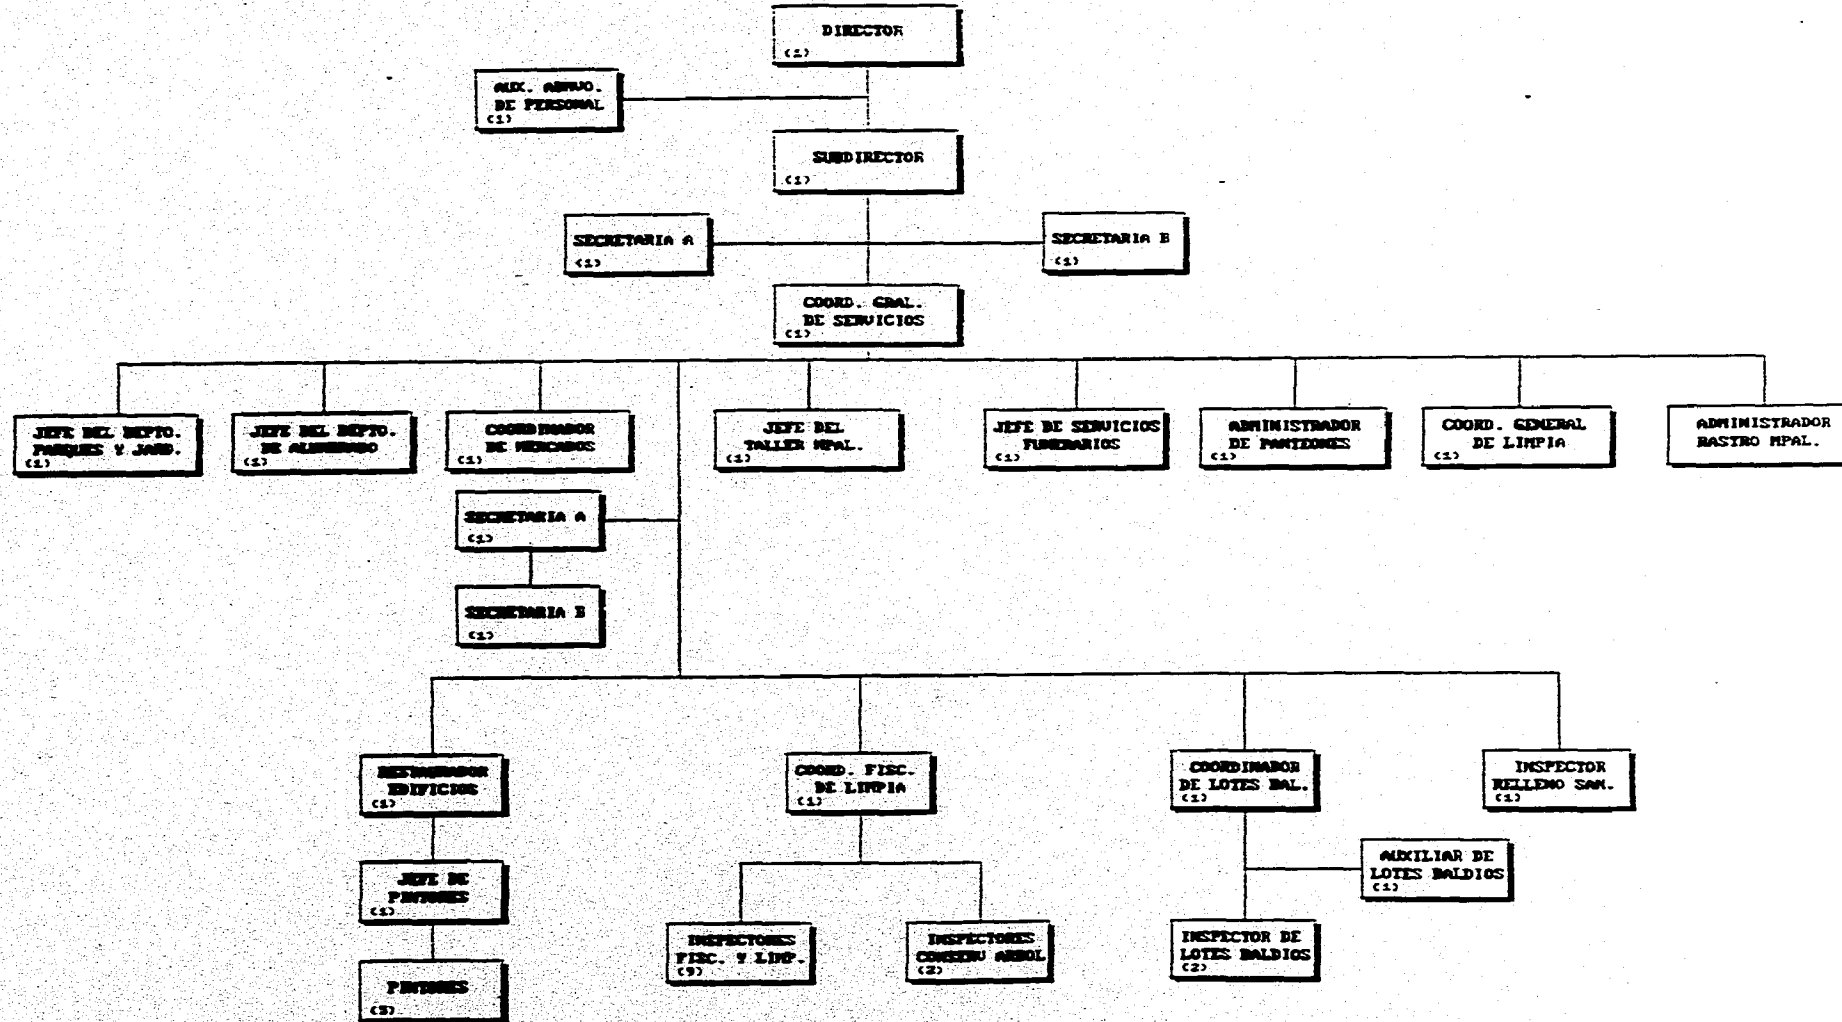 DIRECTOR
(1)
AUX. ADMVO.
DE PERSONAL
(1)
SUBDIRECTOR
(1)
SECRETARIA A
(1)
SECRETARIA B
(1)
COORD. GRAL.
DE SERVICIOS
(1)
JEFE DEL DEPTO.
PARQUES Y JARD.
(1)
JEFE DEL DEPTO.
DE ALUMBRADO
(1)
COORDINADOR
DE MERCADOS
(1)
JEFE DEL
TALLER MPAL.
(1)
JEFE DE SERVICIOS
FUNERARIOS
(1)
ADMINISTRADOR
DE PANTEONES
(1)
COORD. GENERAL
DE LIMPIA
(1)
ADMINISTRADOR
RASTRO MPAL.
SECRETARIA A
(1)
SECRETARIA B
(1)
RESTAURADOR
EDIFICIOS
(1)
COORD. FISC.
DE LIMPIA
(1)
COORDINADOR
DE LOTES BAL.
(1)
INSPECTOR
RELLENO SAN.
(1)
JEFE DE
PINTORES
(1)
AUXILIAR DE
LOTES BALDIOS
(1)
INSPECTORES
FISC. Y LIMP.
(9)
INSPECTORES
CONSERV ARBOL
(2)
INSPECTOR DE
LOTES BALDIOS
(2)
PINTORES